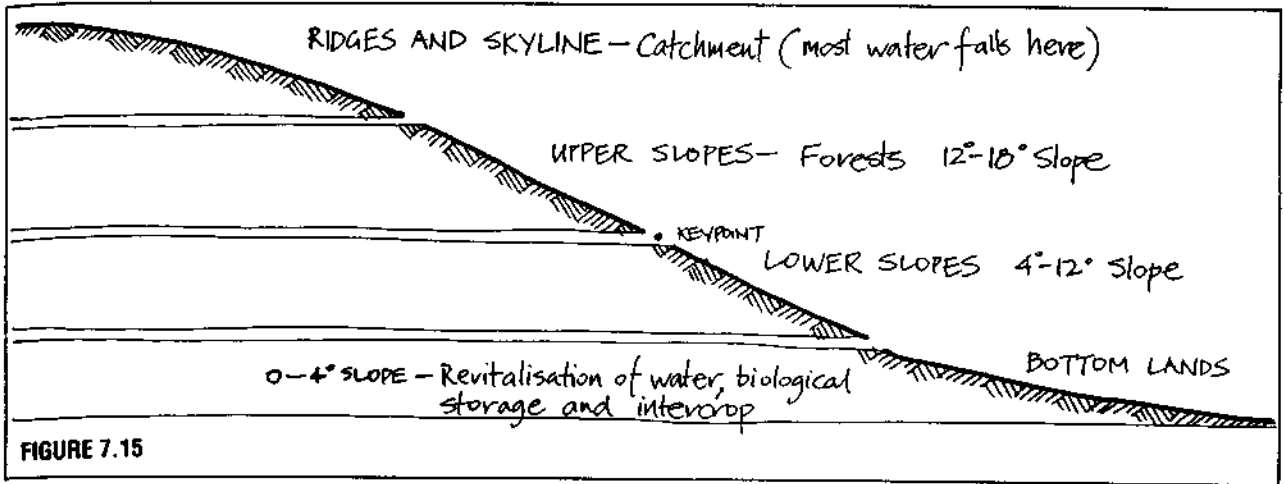 RIDGES AND SKYLINE - Catchment (most water falls here)
UPPER SLOPES - Forests 12°-18° Slope
• KEYPOINT
LOWER SLOPES 4°-12° Slope
BOTTOM LANDS
0-4° SLOPE - Revitalisation of water, biological
storage and intercrop
FIGURE 7.15